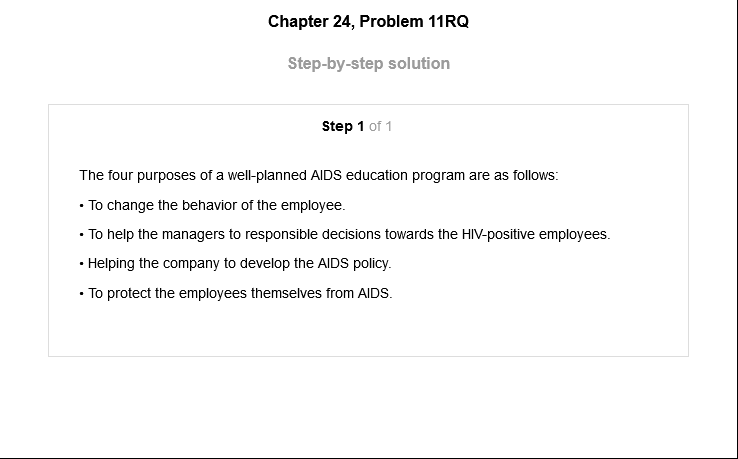 Chapter 24, Problem 11RQ
Step-by-step solution
Step 1 of 1
The four purposes of a well-planned AIDS education program are as follows:
• To change the behavior of the employee.
• To help the managers to responsible decisions towards the HIV-positive employees.
• Helping the company to develop the AIDS policy.
• To protect the employees themselves from AIDS.